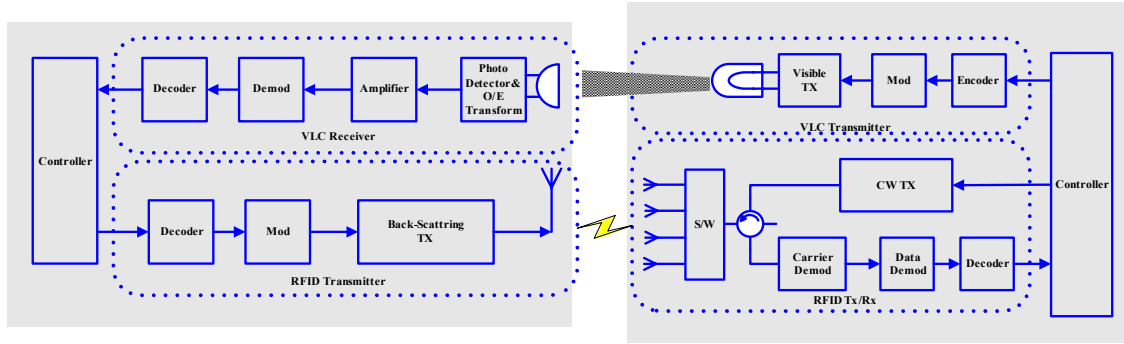 Controller
Decoder
Demod
Amplifier
Photo
Detector&
O/E
Transform
VLC Receiver
Decoder
Mod
Back-Scattring
TX
RFID Transmitter
Visible
TX
Mod
Encoder
VLC Transmitter
S/W
CW TX
Carrier
Demod
Data
Demod
Decoder
RFID Tx/Rx
Controller